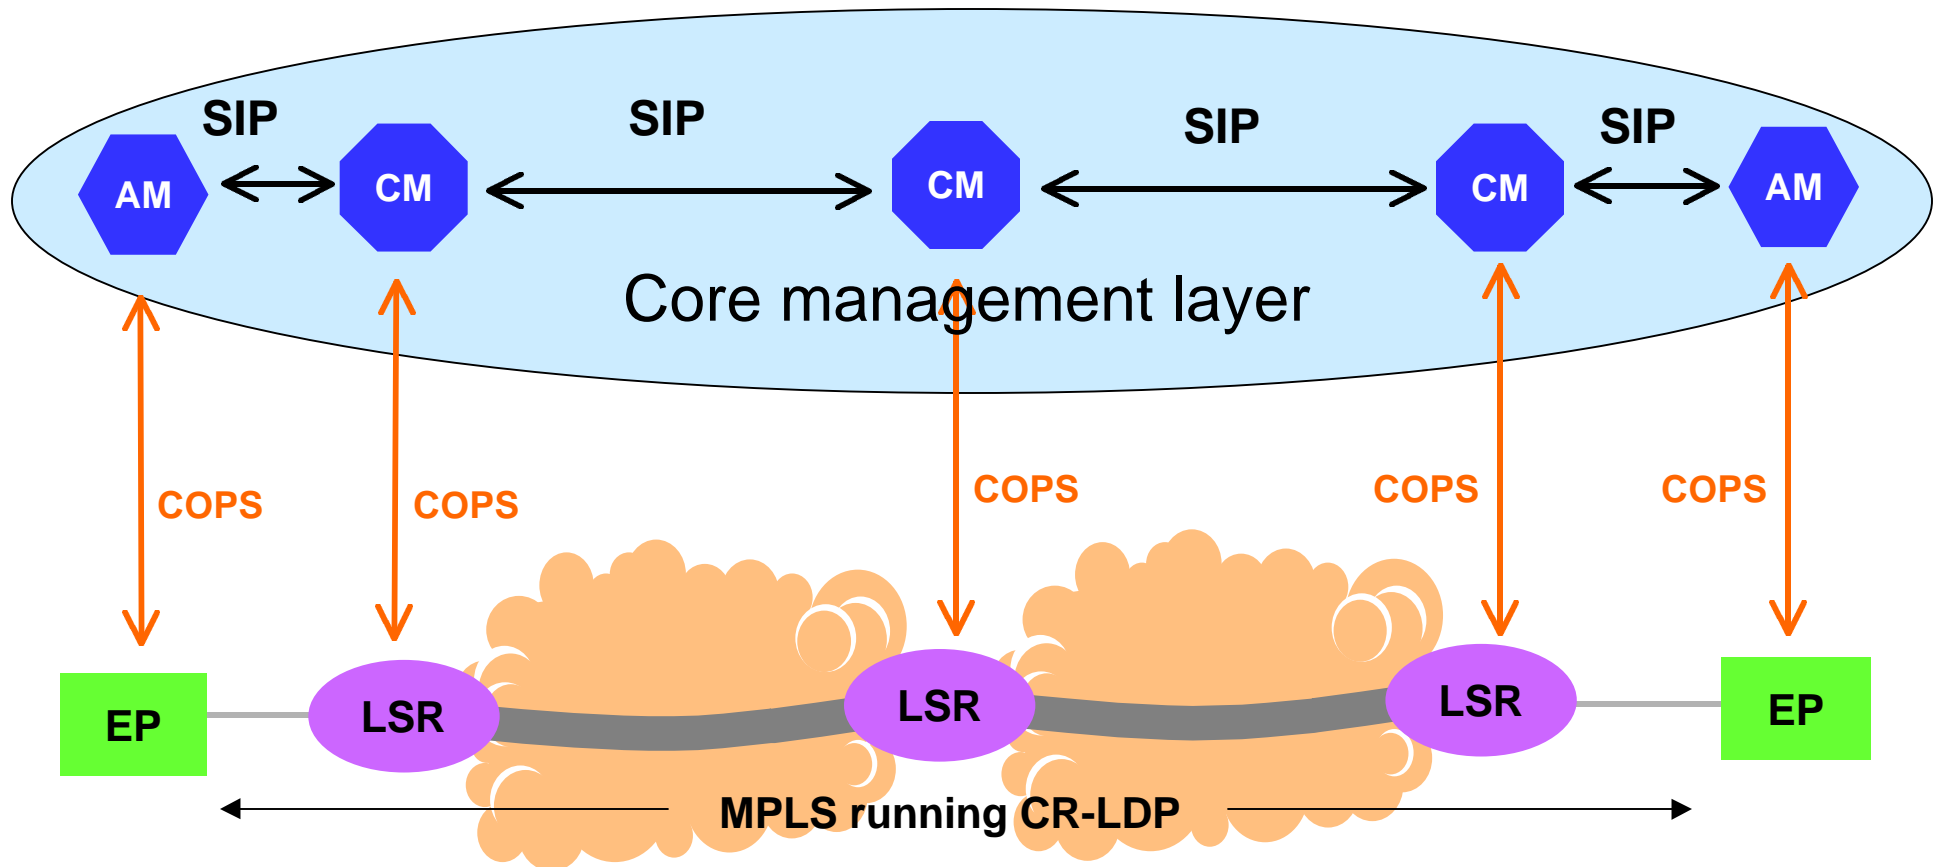 SIP
SIP
SIP
SIP
AM
CM
CM
CM
AM
Core management layer
COPS
COPS
COPS
COPS
COPS
EP
LSR
LSR
LSR
EP
MPLS running CR-LDP